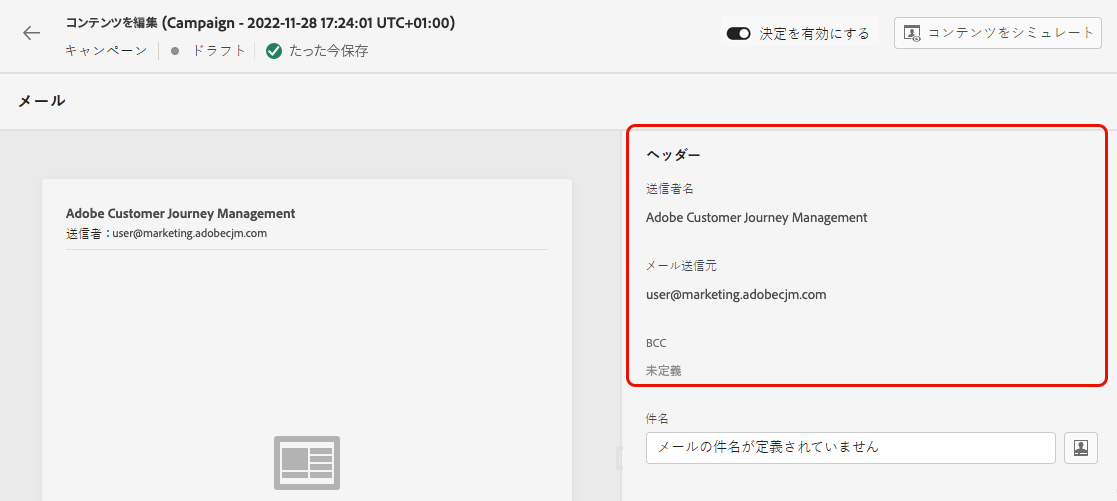 コンテンツを編集 (Campaign - 2022-11-28 17:24:01 UTC+01:00)
キャンペーン ドラフト たった今保存
決定を有効にする
コンテンツをシミュレート
メール
Adobe Customer Journey Management
送信者：user@marketing.adobecjm.com
ヘッダー
送信者名
Adobe Customer Journey Management
メール送信元
user@marketing.adobecjm.com
BCC
未定義
件名
メールの件名が定義されていません